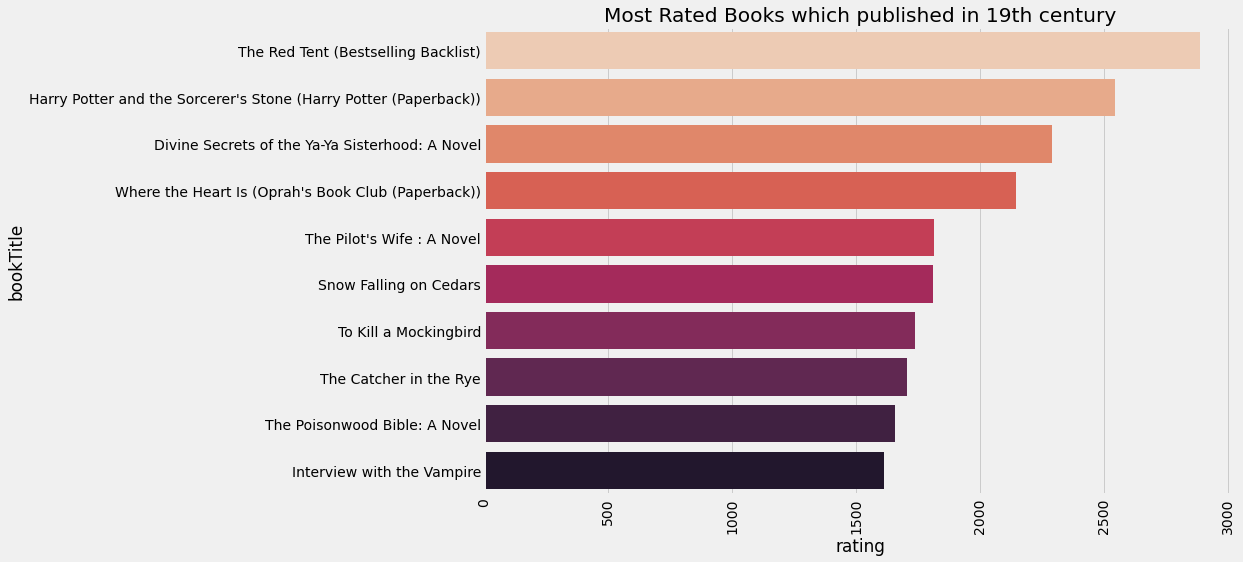 Most Rated Books which published in 19th century
bookTitle
The Red Tent (Bestselling Backlist)
Harry Potter and the Sorcerer's Stone (Harry Potter (Paperback))
Divine Secrets of the Ya-Ya Sisterhood: A Novel
Where the Heart Is (Oprah's Book Club (Paperback))
The Pilot's Wife : A Novel
Snow Falling on Cedars
To Kill a Mockingbird
The Catcher in the Rye
The Poisonwood Bible: A Novel
Interview with the Vampire
0
500
1000
1500
2000
2500
3000
rating